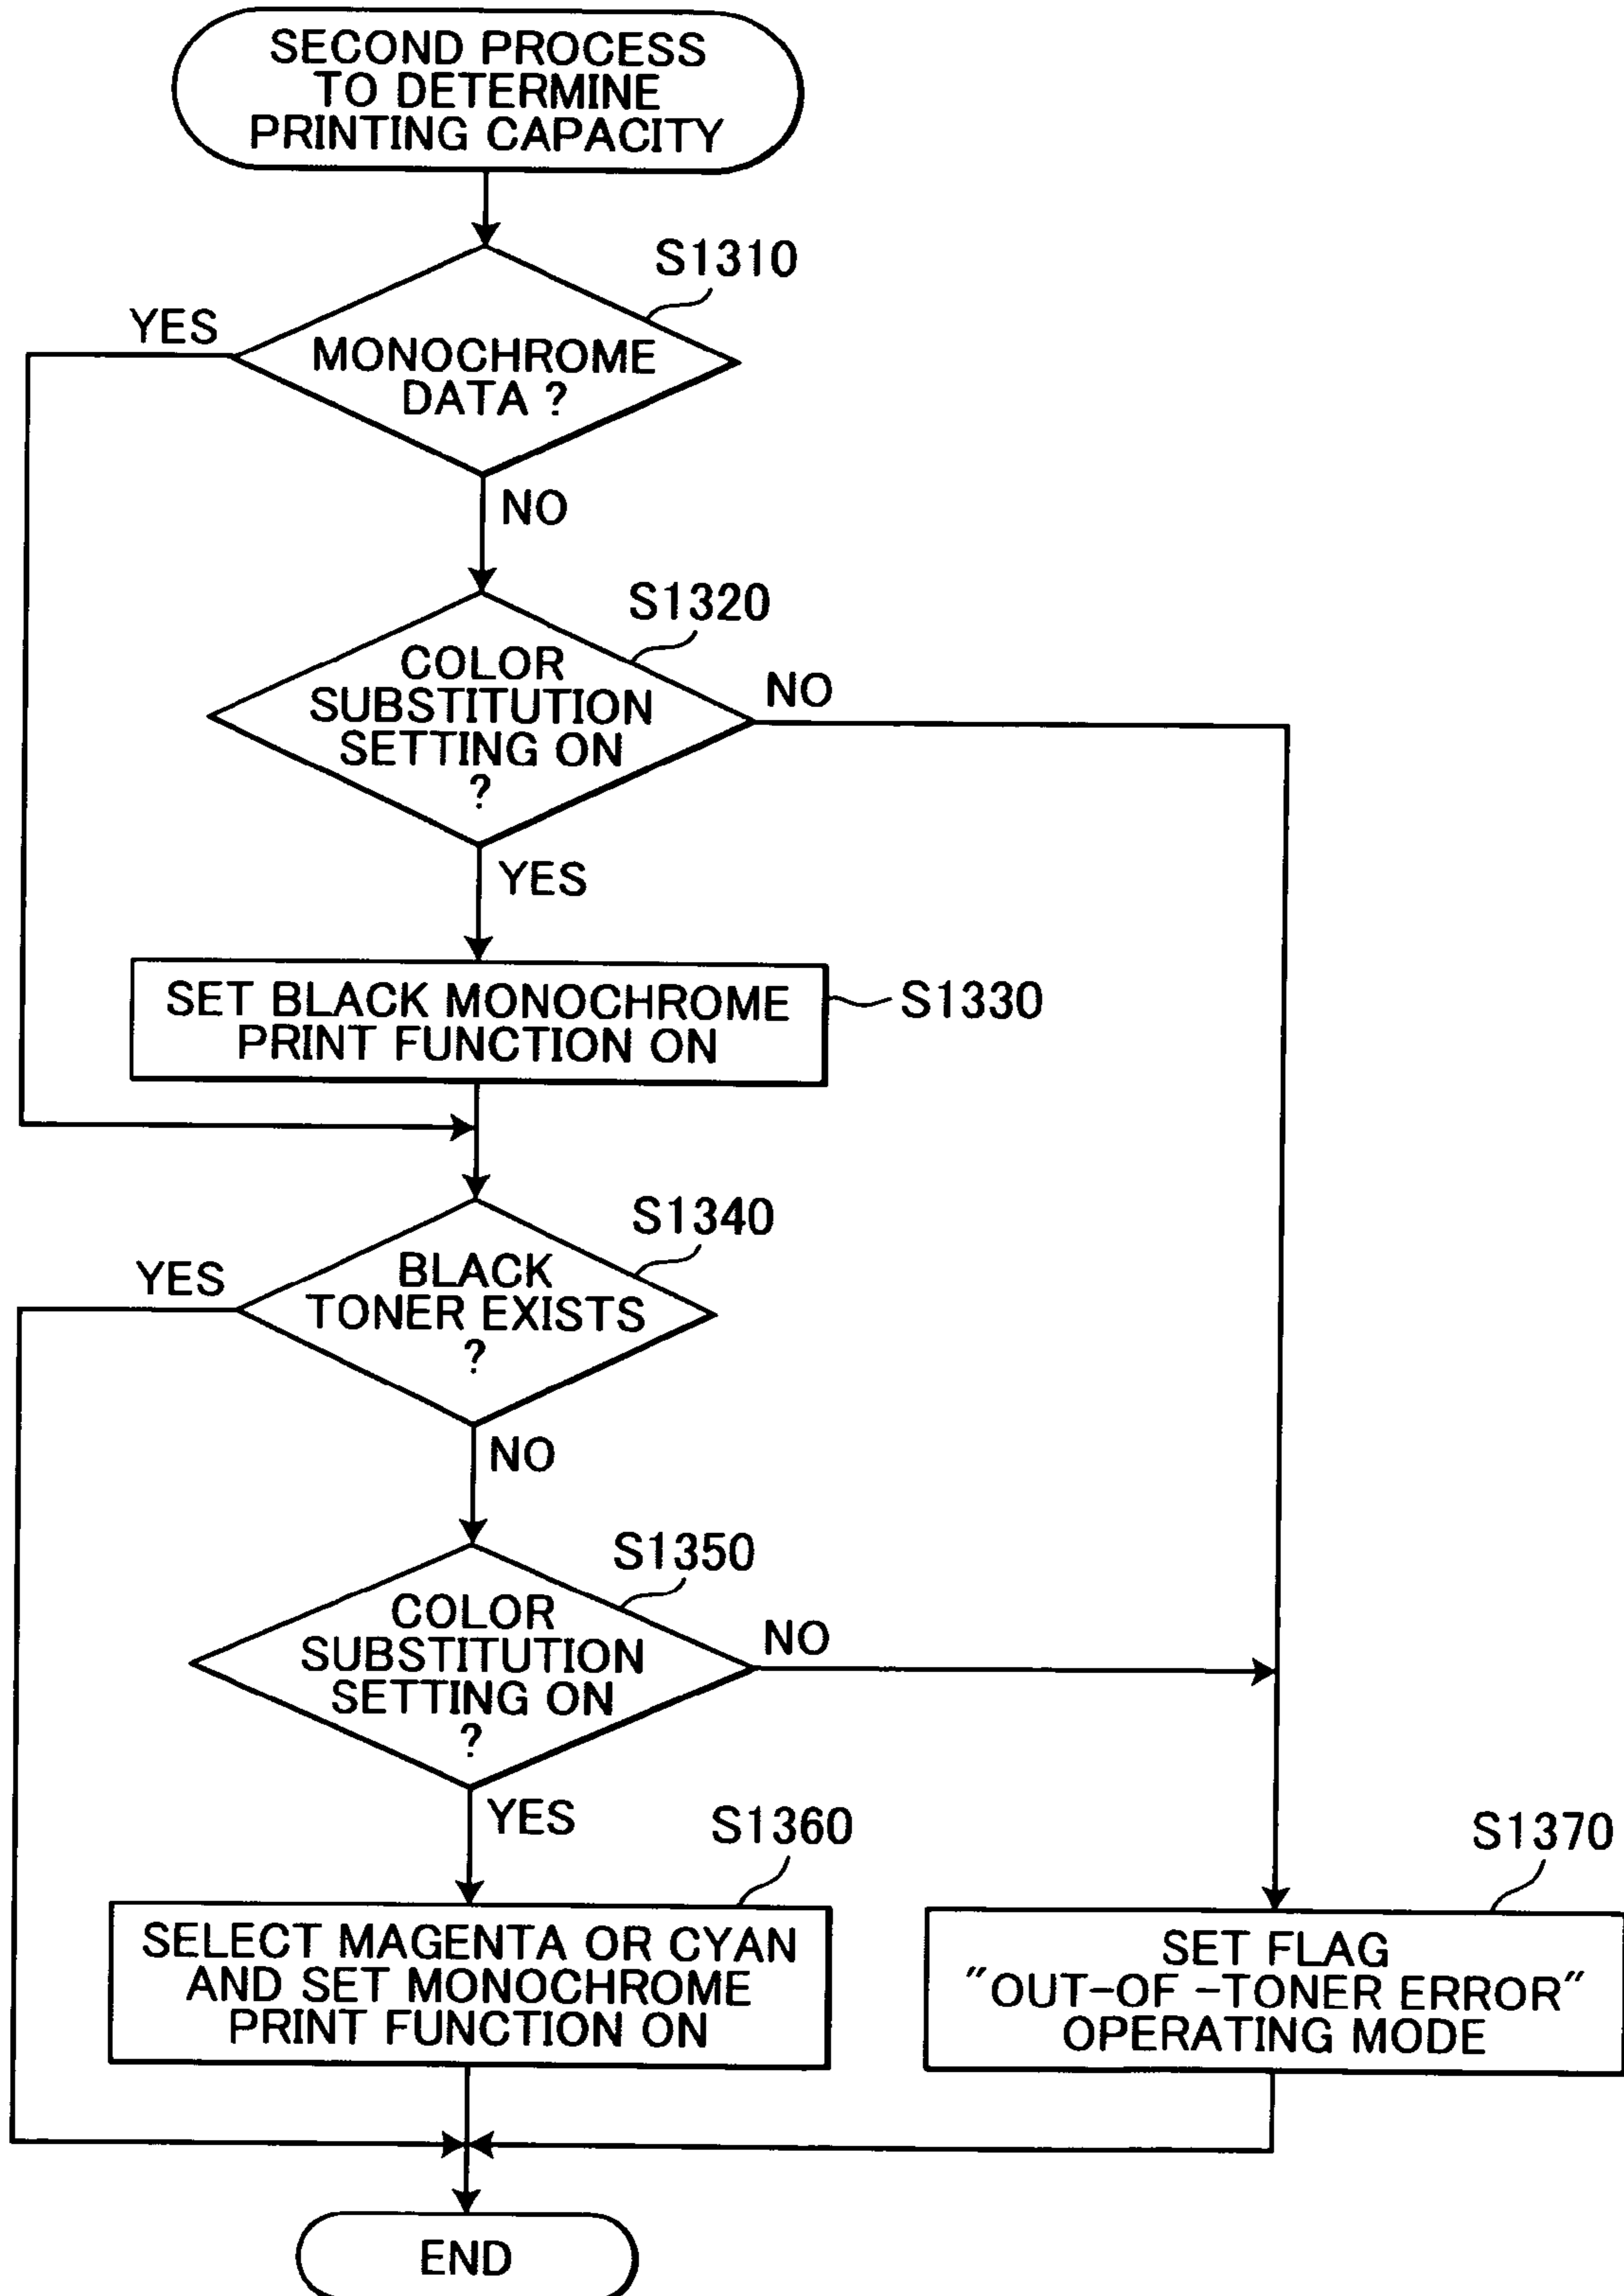 SECOND PROCESS
TO DETERMINE
PRINTING CAPACITY
S1310
YES
MONOCHROME
DATA ?
NO
S1320
COLOR
SUBSTITUTION
SETTING ON
?
NO
YES
SET BLACK MONOCHROME
PRINT FUNCTION ON
S1330
S1340
YES
BLACK
TONER EXISTS
?
NO
S1350
COLOR
SUBSTITUTION
SETTING ON
?
NO
YES
S1360
S1370
SELECT MAGENTA OR CYAN
AND SET MONOCHROME
PRINT FUNCTION ON
SET FLAG
"OUT-OF -TONER ERROR"
OPERATING MODE
END